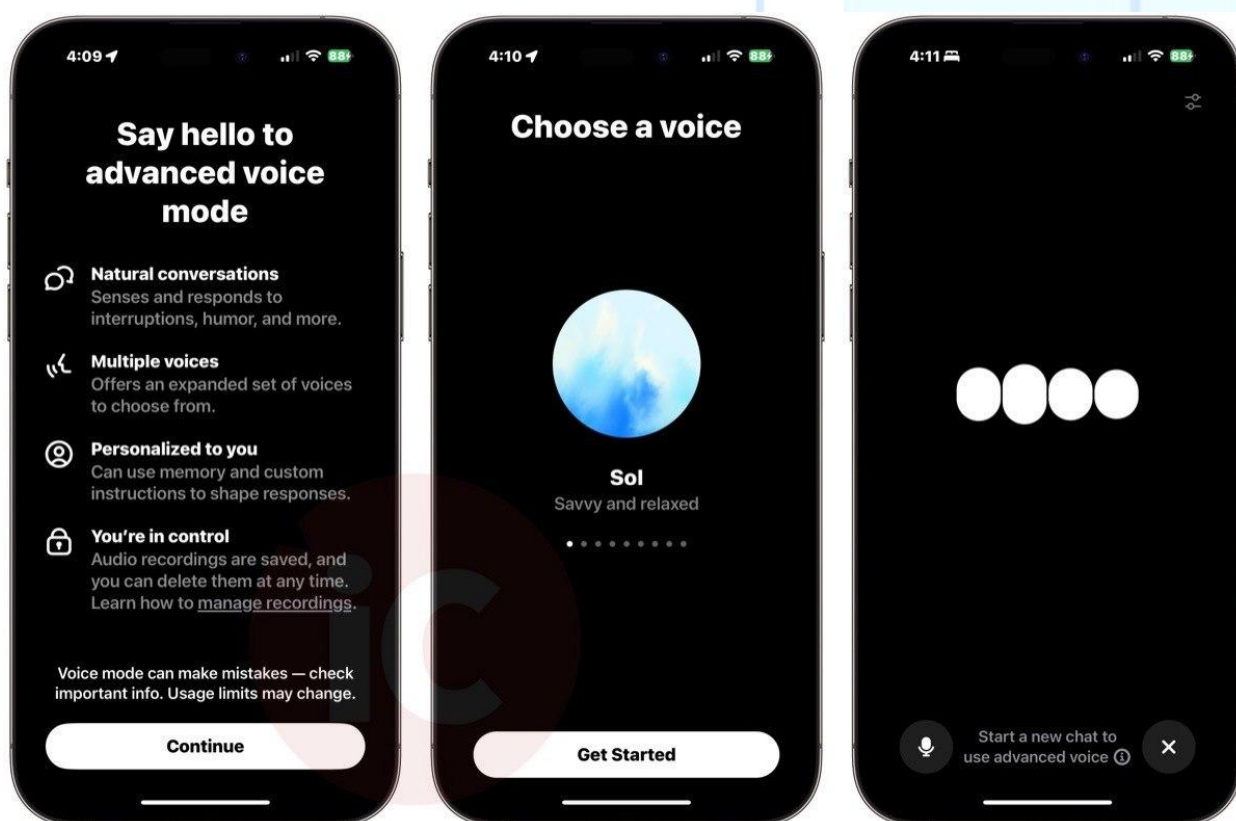 4:09
88
Say hello to
advanced voice
mode
Natural conversations
Senses and responds to
interruptions, humor, and more.
Multiple voices
Offers an expanded set of voices
to choose from.
Personalized to you
Can use memory and custom
instructions to shape responses.
You're in control
Audio recordings are saved, and
you can delete them at any time.
Learn how to manage recordings.
Voice mode can make mistakes — check
important info. Usage limits may change.
Continue
4:10
88
Choose a voice
Sol
Savvy and relaxed
Get Started
4:11
88
Start a new chat to
use advanced voice
iC